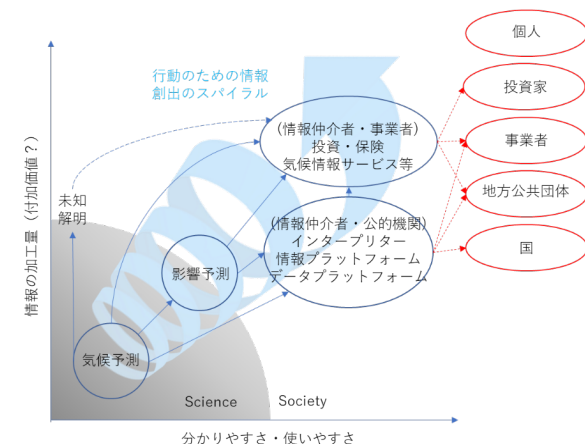 個人
行動のための情報
創出のスパイラル
投資家
(情報仲介者・事業者)
投資・保険
気候情報サービス等
事業者
未知
解明
地方公共団体
(情報仲介者・公的機関)
インタープリター
情報プラットフォーム
データプラットフォーム
国
影響予測
情報の加工量（付加価値？）
気候予測
Science
Society
分かりやすさ・使いやすさ